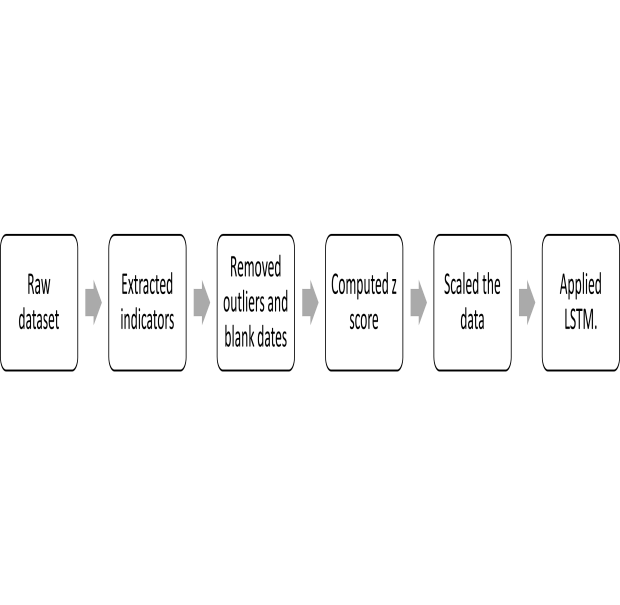 Raw
dataset
Extracted
indicators
Removed
outliers and
blank dates
Computed z
score
Scaled the
data
Applied
LSTM.